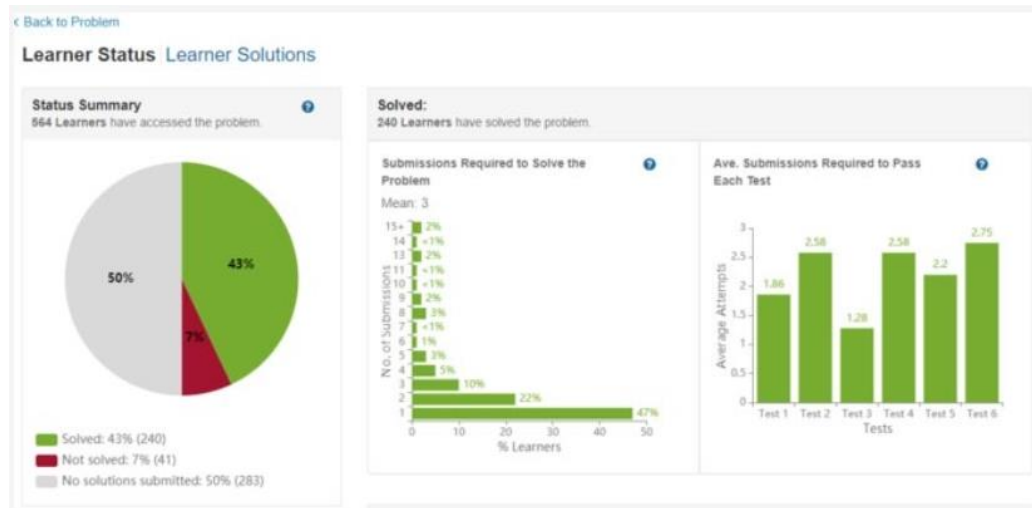 ‹ Back to Problem
Learner Status Learner Solutions
Status Summary
564 Learners have accessed the problem.
50%
43%
7%
Solved: 43% (240)
Not solved: 7% (41)
No solutions submitted: 50% (283)
Solved:
240 Learners have solved the problem.
Submissions Required to Solve the
Problem
Mean: 3
No. of Submissions
15+ 2%
14 <1%
13 2%
11 <1%
10 <1%
9 2%
8 3%
7 <1%
6 1%
5 3%
4 5%
3 10%
2 22%
1 47%
0 10 20 30 40 50
% Learners
Ave. Submissions Required to Pass
Each Test
Average Attempts
3
2.5
2
1.5
1
0.5
0
1.86 2.58 1.28 2.58 2.2 2.75
Test 1 Test 2 Test 3 Test 4 Test 5 Test 6
Tests